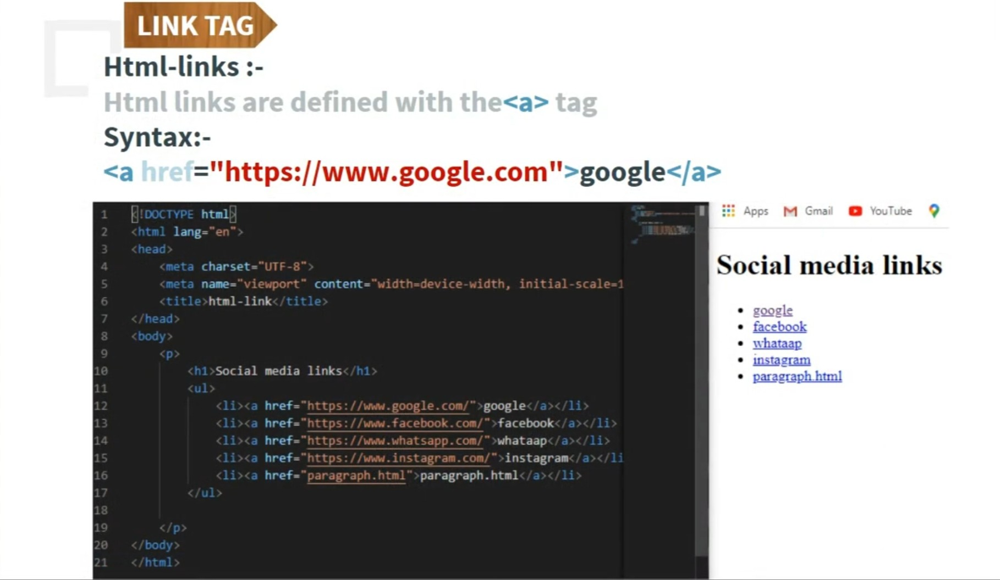 LINK TAG
Html-links :-
Html links are defined with the<a> tag
Syntax:-
<a href="https://www.google.com">google</a>
1 <!DOCTYPE html>
2 <html lang="en">
3 <head>
4 <meta charset="UTF-8">
5 <meta name="viewport" content="width=device-width, initial-scale=1
6 <title>html-link</title>
7 </head>
8 <body>
9 <p>
10 <h1>Social media links</h1>
11 <ul>
12 <li><a href="https://www.google.com/">google</a></li>
13 <li><a href="https://www.facebook.com/">facebook</a></li>
14 <li><a href="https://www.whatsapp.com/">whataap</a></li>
15 <li><a href="https://www.instagram.com/">instagram</a></li
16 <li><a href="paragraph.html">paragraph.html</a></li>
17 </ul>
18
19 </p>
20 </body>
21 </html>
Apps Gmail YouTube
Social media links
google
facebook
whataap
instagram
paragraph.html